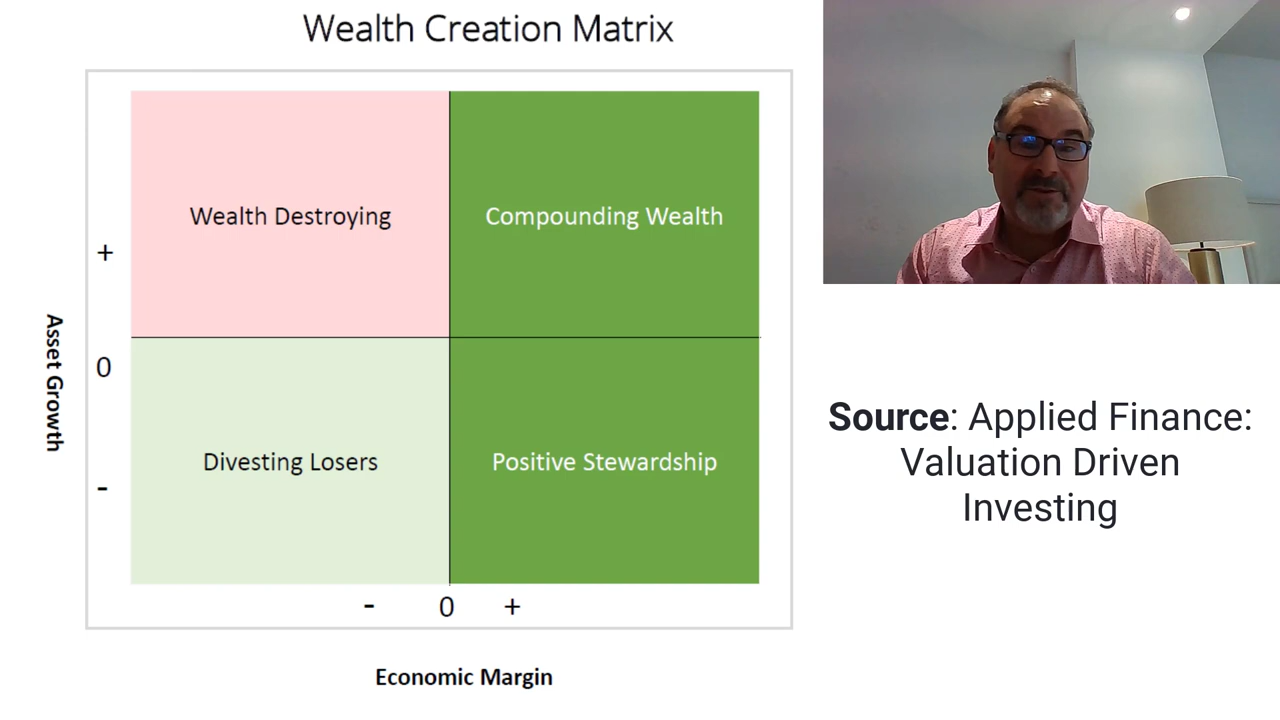 Wealth Creation Matrix
Wealth Destroying
Compounding Wealth
+
Asset Growth
0
Divesting Losers
Positive Stewardship
-
- 0 +
Economic Margin
Source: Applied Finance:
Valuation Driven
Investing